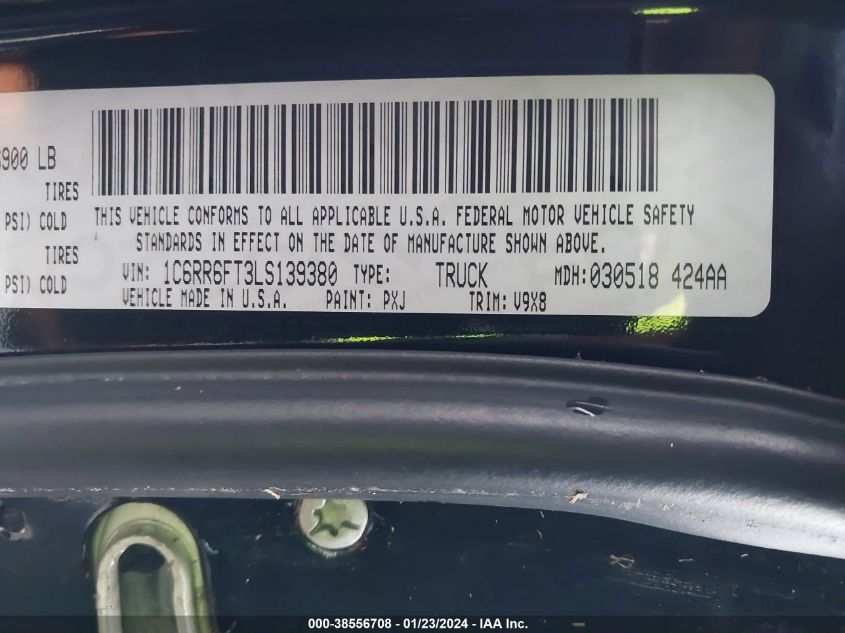 900 LB
TIRES
PSI) COLD
TIRES
PSI) COLD
THIS VEHICLE CONFORMS TO ALL APPLICABLE U.S.A. FEDERAL MOTOR VEHICLE SAFETY
STANDARDS IN EFFECT ON THE DATE OF MANUFACTURE SHOWN ABOVE.
VIN: 1C6RR6FT3LS139380 TYPE: TRUCK MDH:030518 424AA
VEHICLE MADE IN U.S.A. PAINT: PXJ TRIM: V9X8
000-38556708 - 01/23/2024 - IAA Inc.